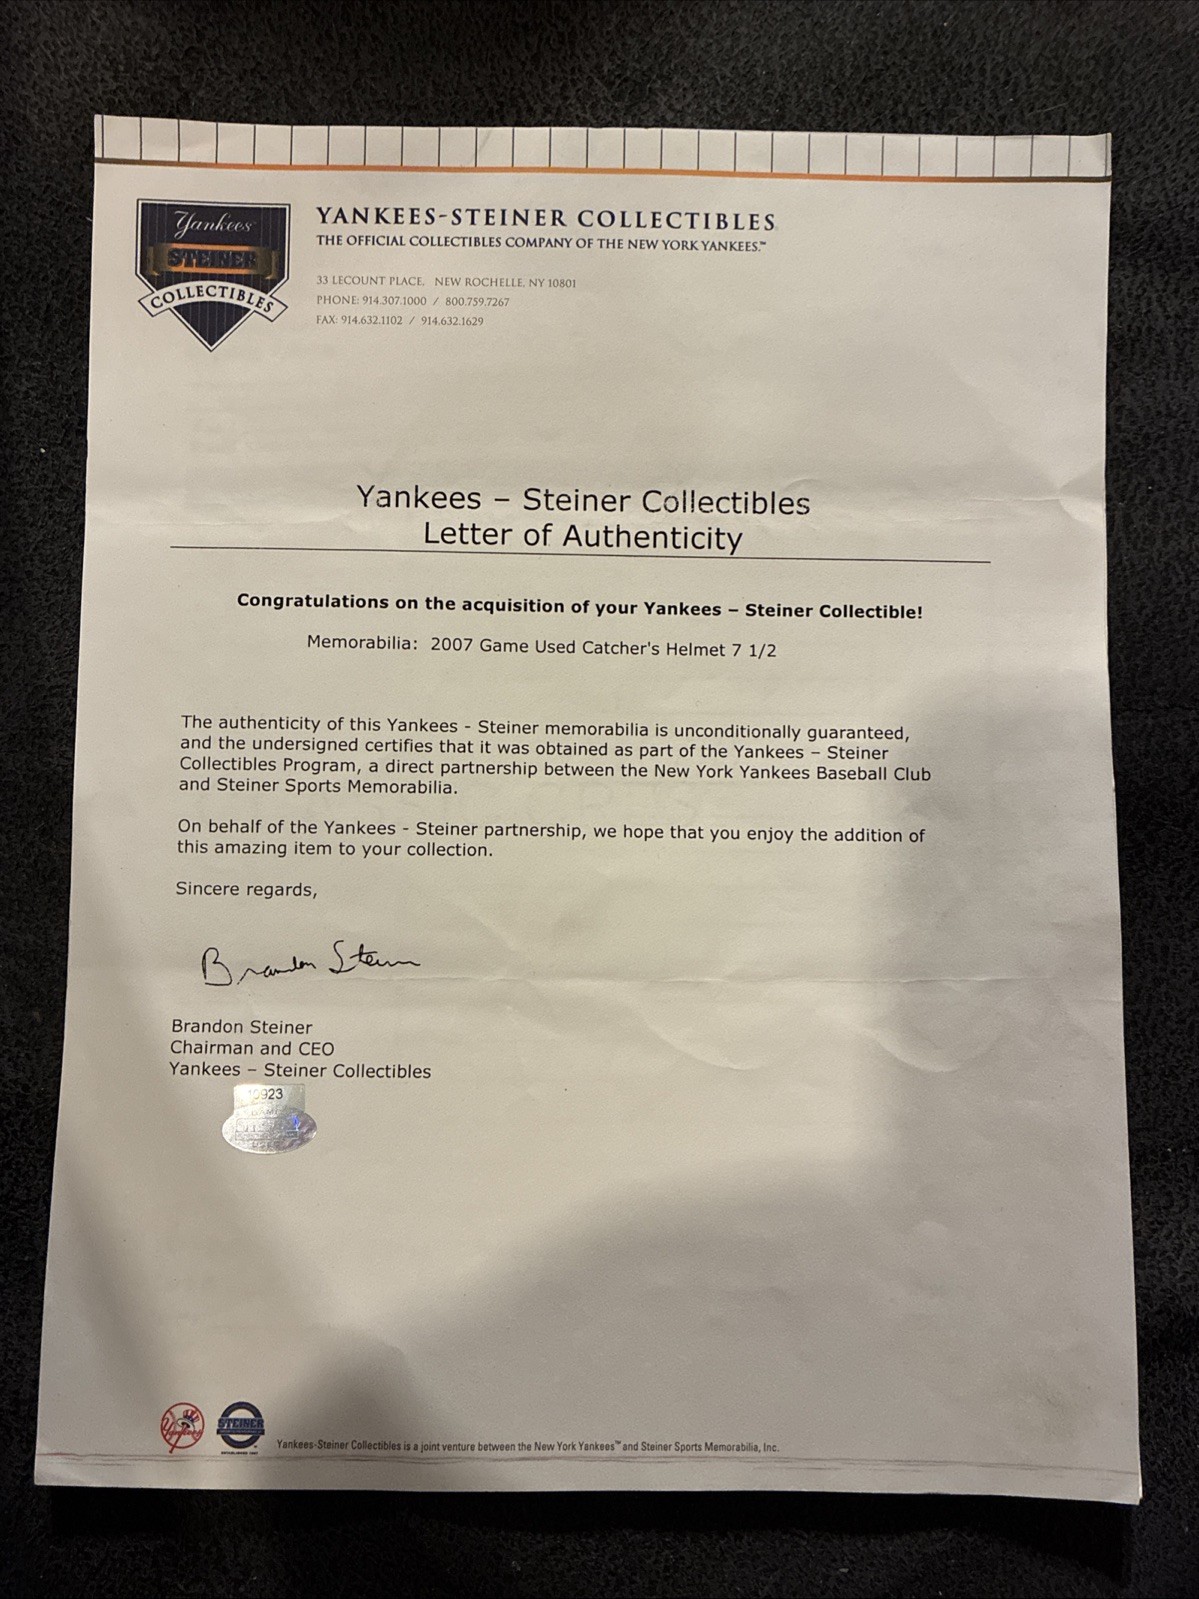 Yankees
STEINER
COLLECTIBLES
YANKEES-STEINER COLLECTIBLES
THE OFFICIAL COLLECTIBLES COMPANY OF THE NEW YORK YANKEES.™
33 LECOUNT PLACE, NEW ROCHELLE, NY 10801
PHONE: 914.307.1000 / 800.759.7267
FAX: 914.632.1102 / 914.632.1629
Yankees – Steiner Collectibles
Letter of Authenticity
Congratulations on the acquisition of your Yankees – Steiner Collectible!
Memorabilia: 2007 Game Used Catcher's Helmet 7 1/2
The authenticity of this Yankees - Steiner memorabilia is unconditionally guaranteed,
and the undersigned certifies that it was obtained as part of the Yankees – Steiner
Collectibles Program, a direct partnership between the New York Yankees Baseball Club
and Steiner Sports Memorabilia.
On behalf of the Yankees - Steiner partnership, we hope that you enjoy the addition of
this amazing item to your collection.
Sincere regards,
Brandon Steiner
Brandon Steiner
Chairman and CEO
Yankees – Steiner Collectibles
Yankees
STEINER
Yankees-Steiner Collectibles is a joint venture between the New York Yankees™ and Steiner Sports Memorabilia, Inc.